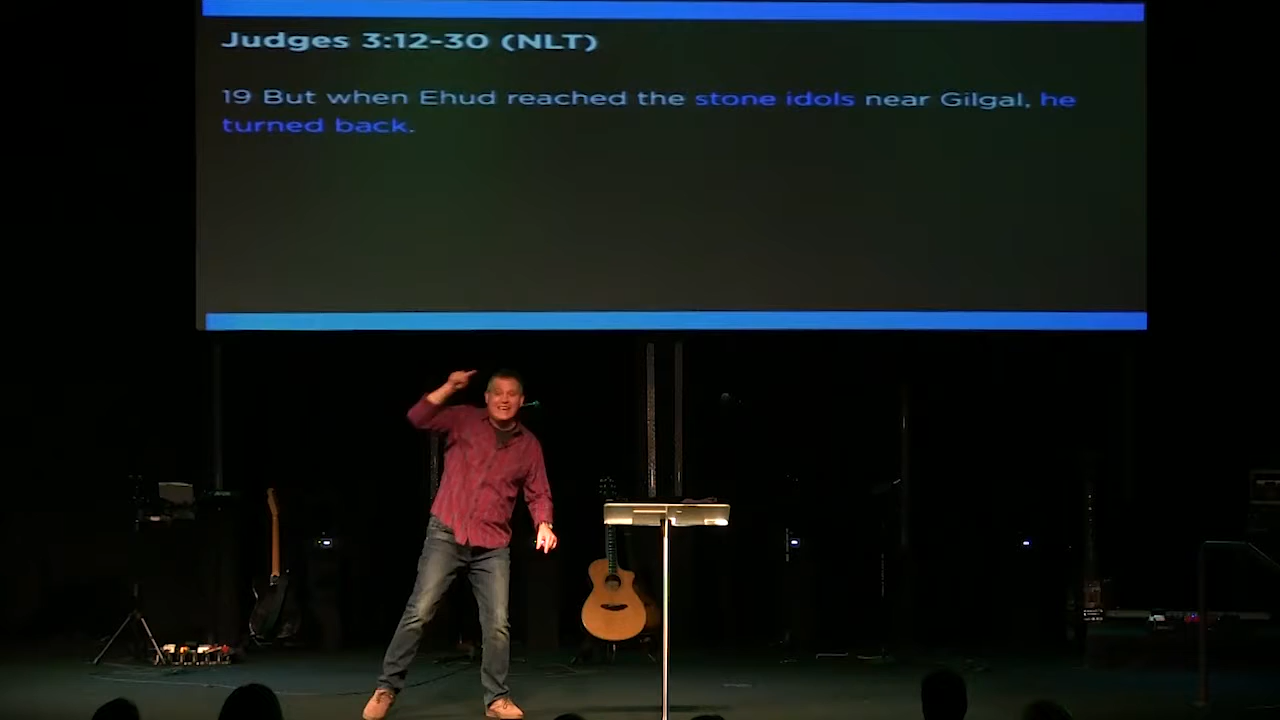 Judges 3:12-30 (NLT)
19 But when Ehud reached the stone idols near Gilgal, he
turned back.